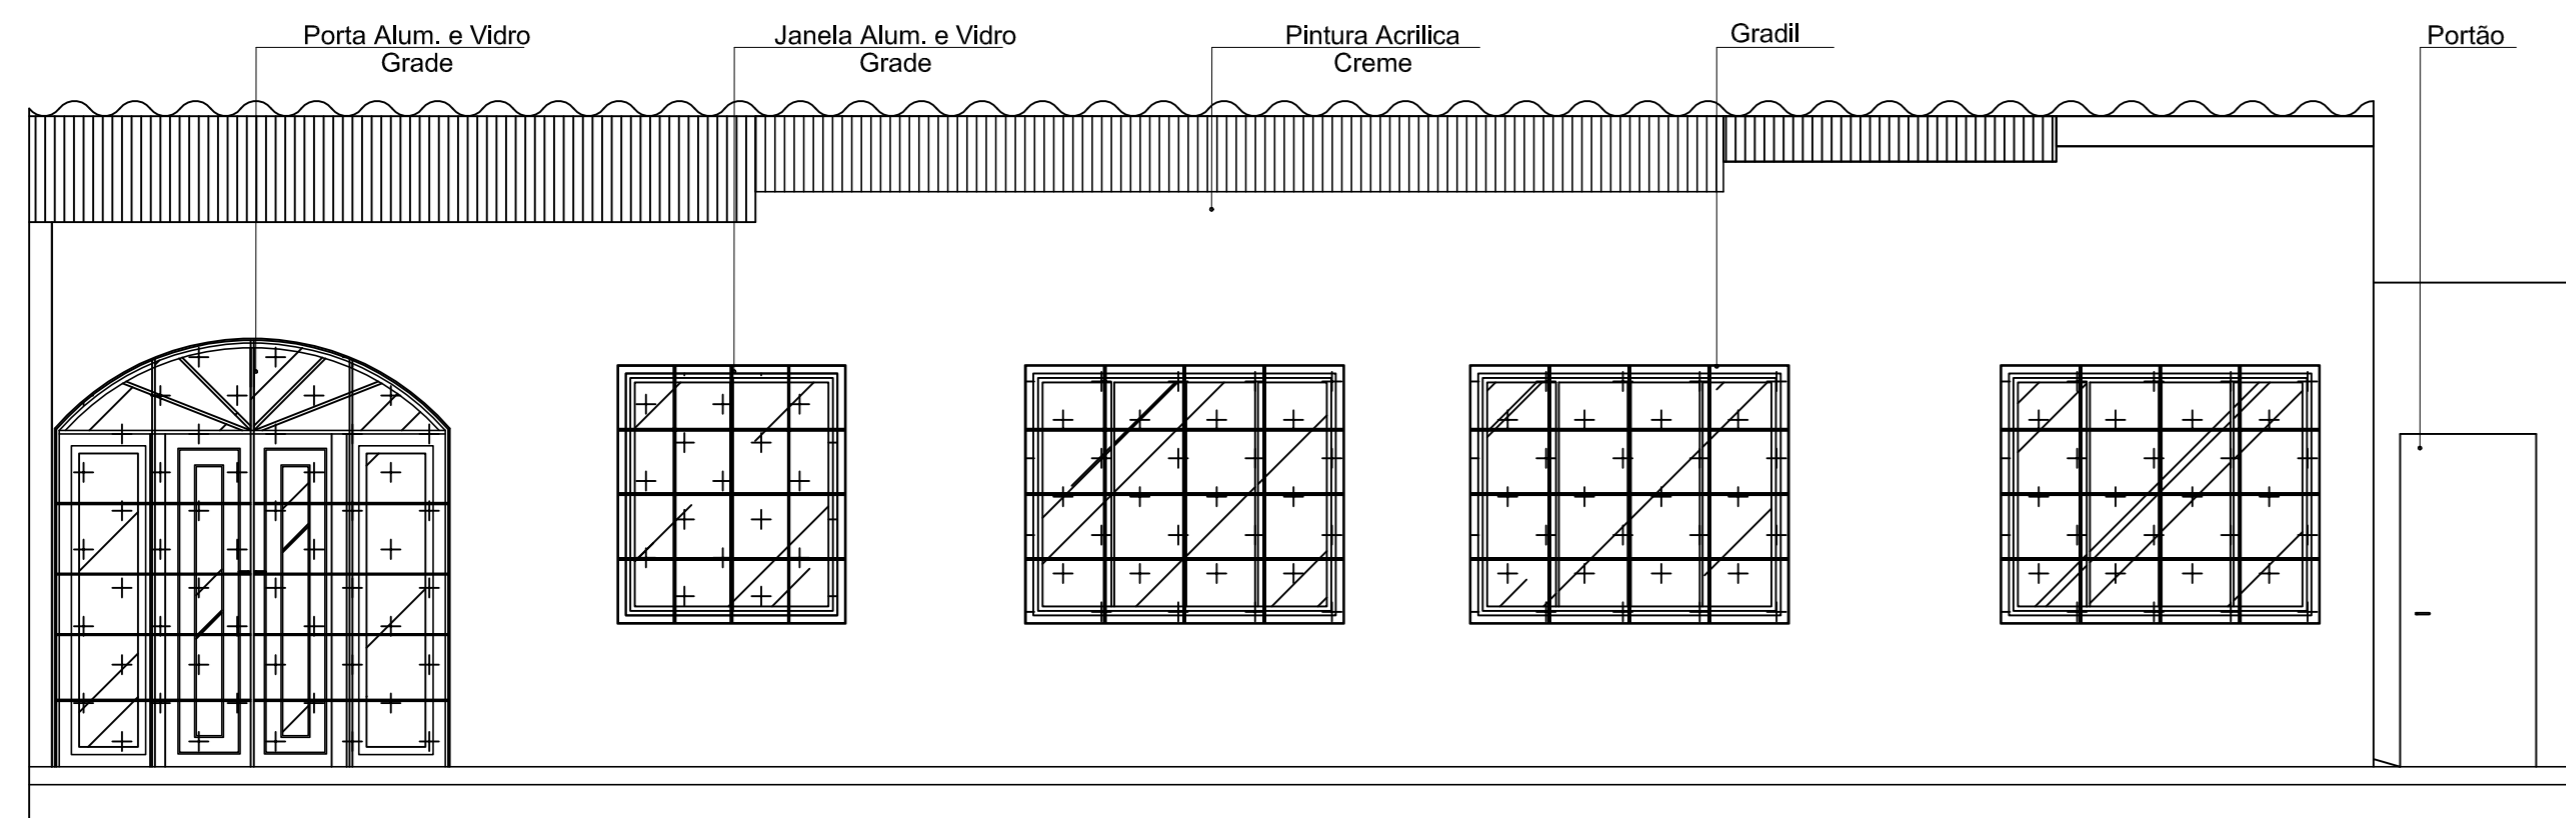 Porta Alum. e Vidro
Grade
Janela Alum. e Vidro
Grade
Pintura Acrilica
Creme
Gradil
Portão